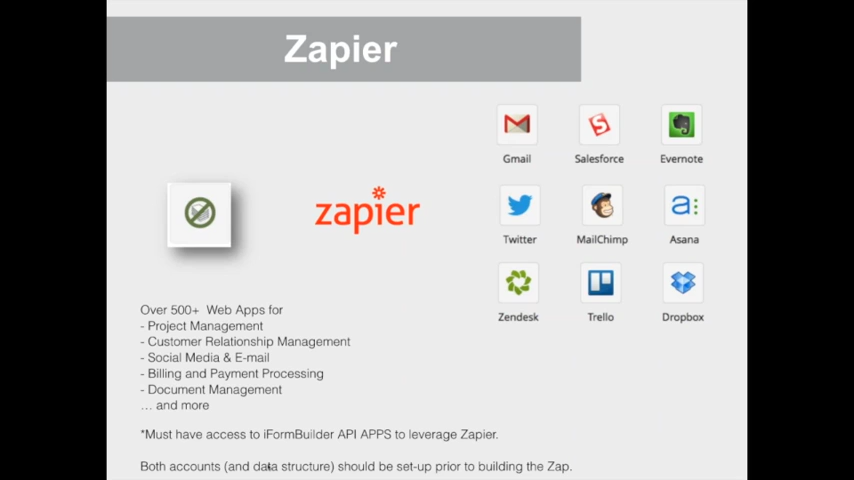 Zapier
Gmail
Salesforce
Evernote
zapier
Twitter
MailChimp
Asana
Zendesk
Trello
Dropbox
Over 500+ Web Apps for
- Project Management
- Customer Relationship Management
- Social Media & E-mail
- Billing and Payment Processing
- Document Management
... and more
*Must have access to iFormBuilder API APPS to leverage Zapier.
Both accounts (and data structure) should be set-up prior to building the Zap.